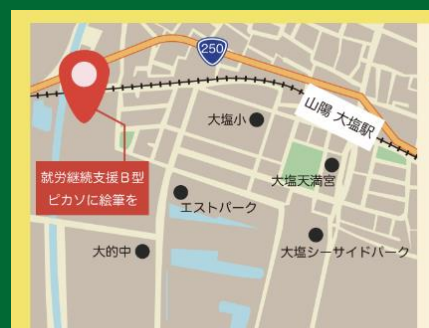 250
山陽 大塩駅
大塩小
大塩天満宮
就労継続支援B型
ピカソに絵筆を
エストパーク
大的中
大塩シーサイドパーク